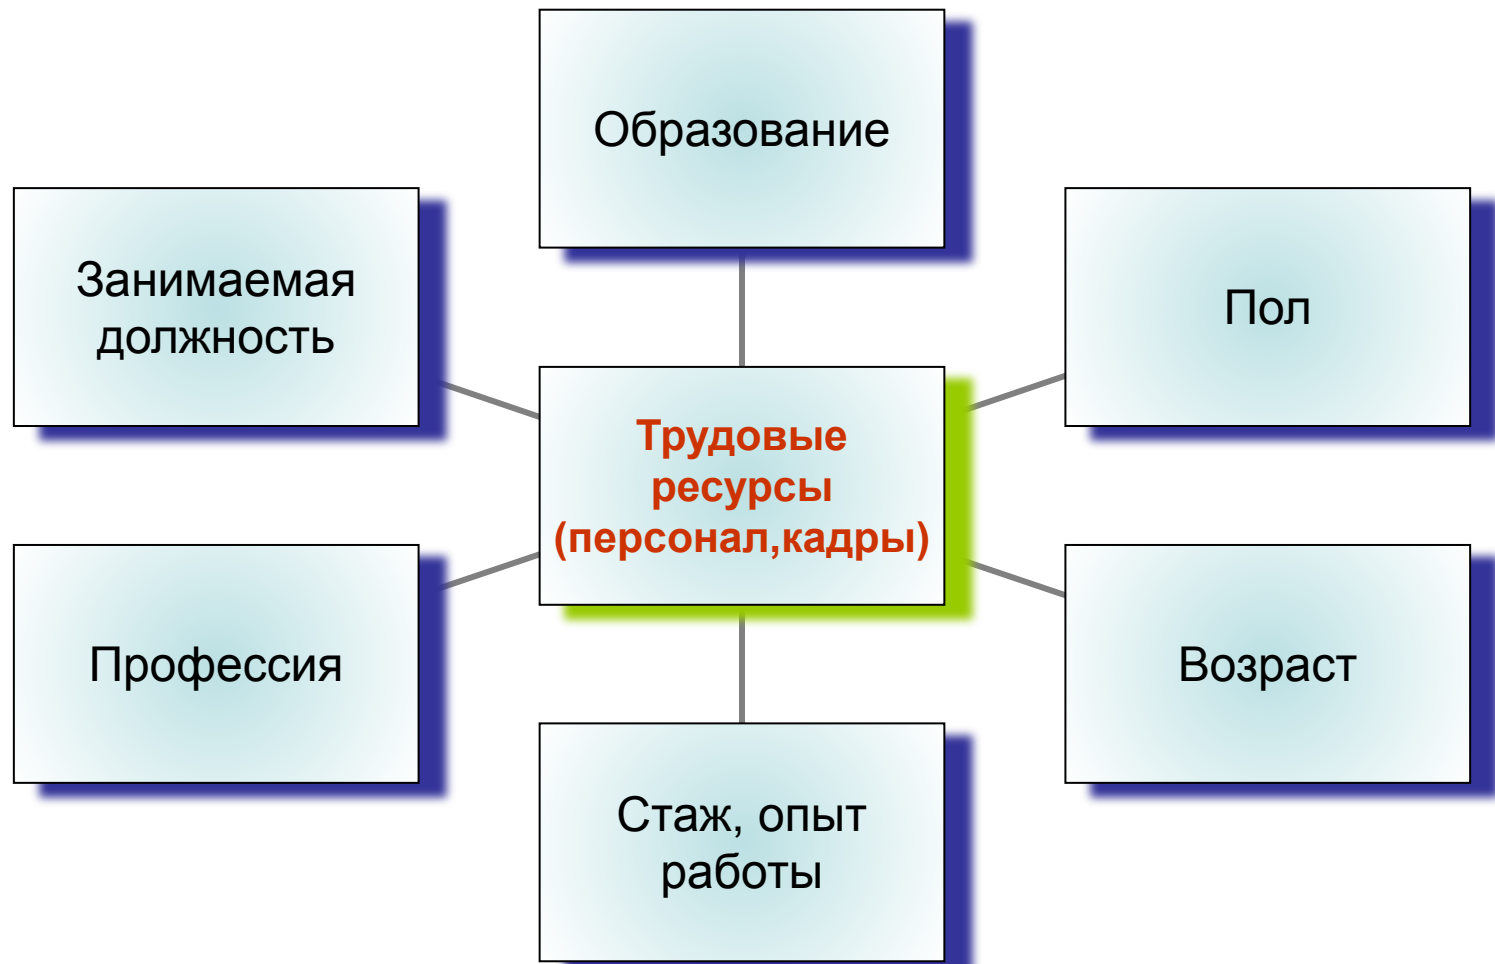 Образование
Занимаемая
должность
Пол
Трудовые
ресурсы
(персонал,кадры)
Профессия
Возраст
Стаж, опыт
работы